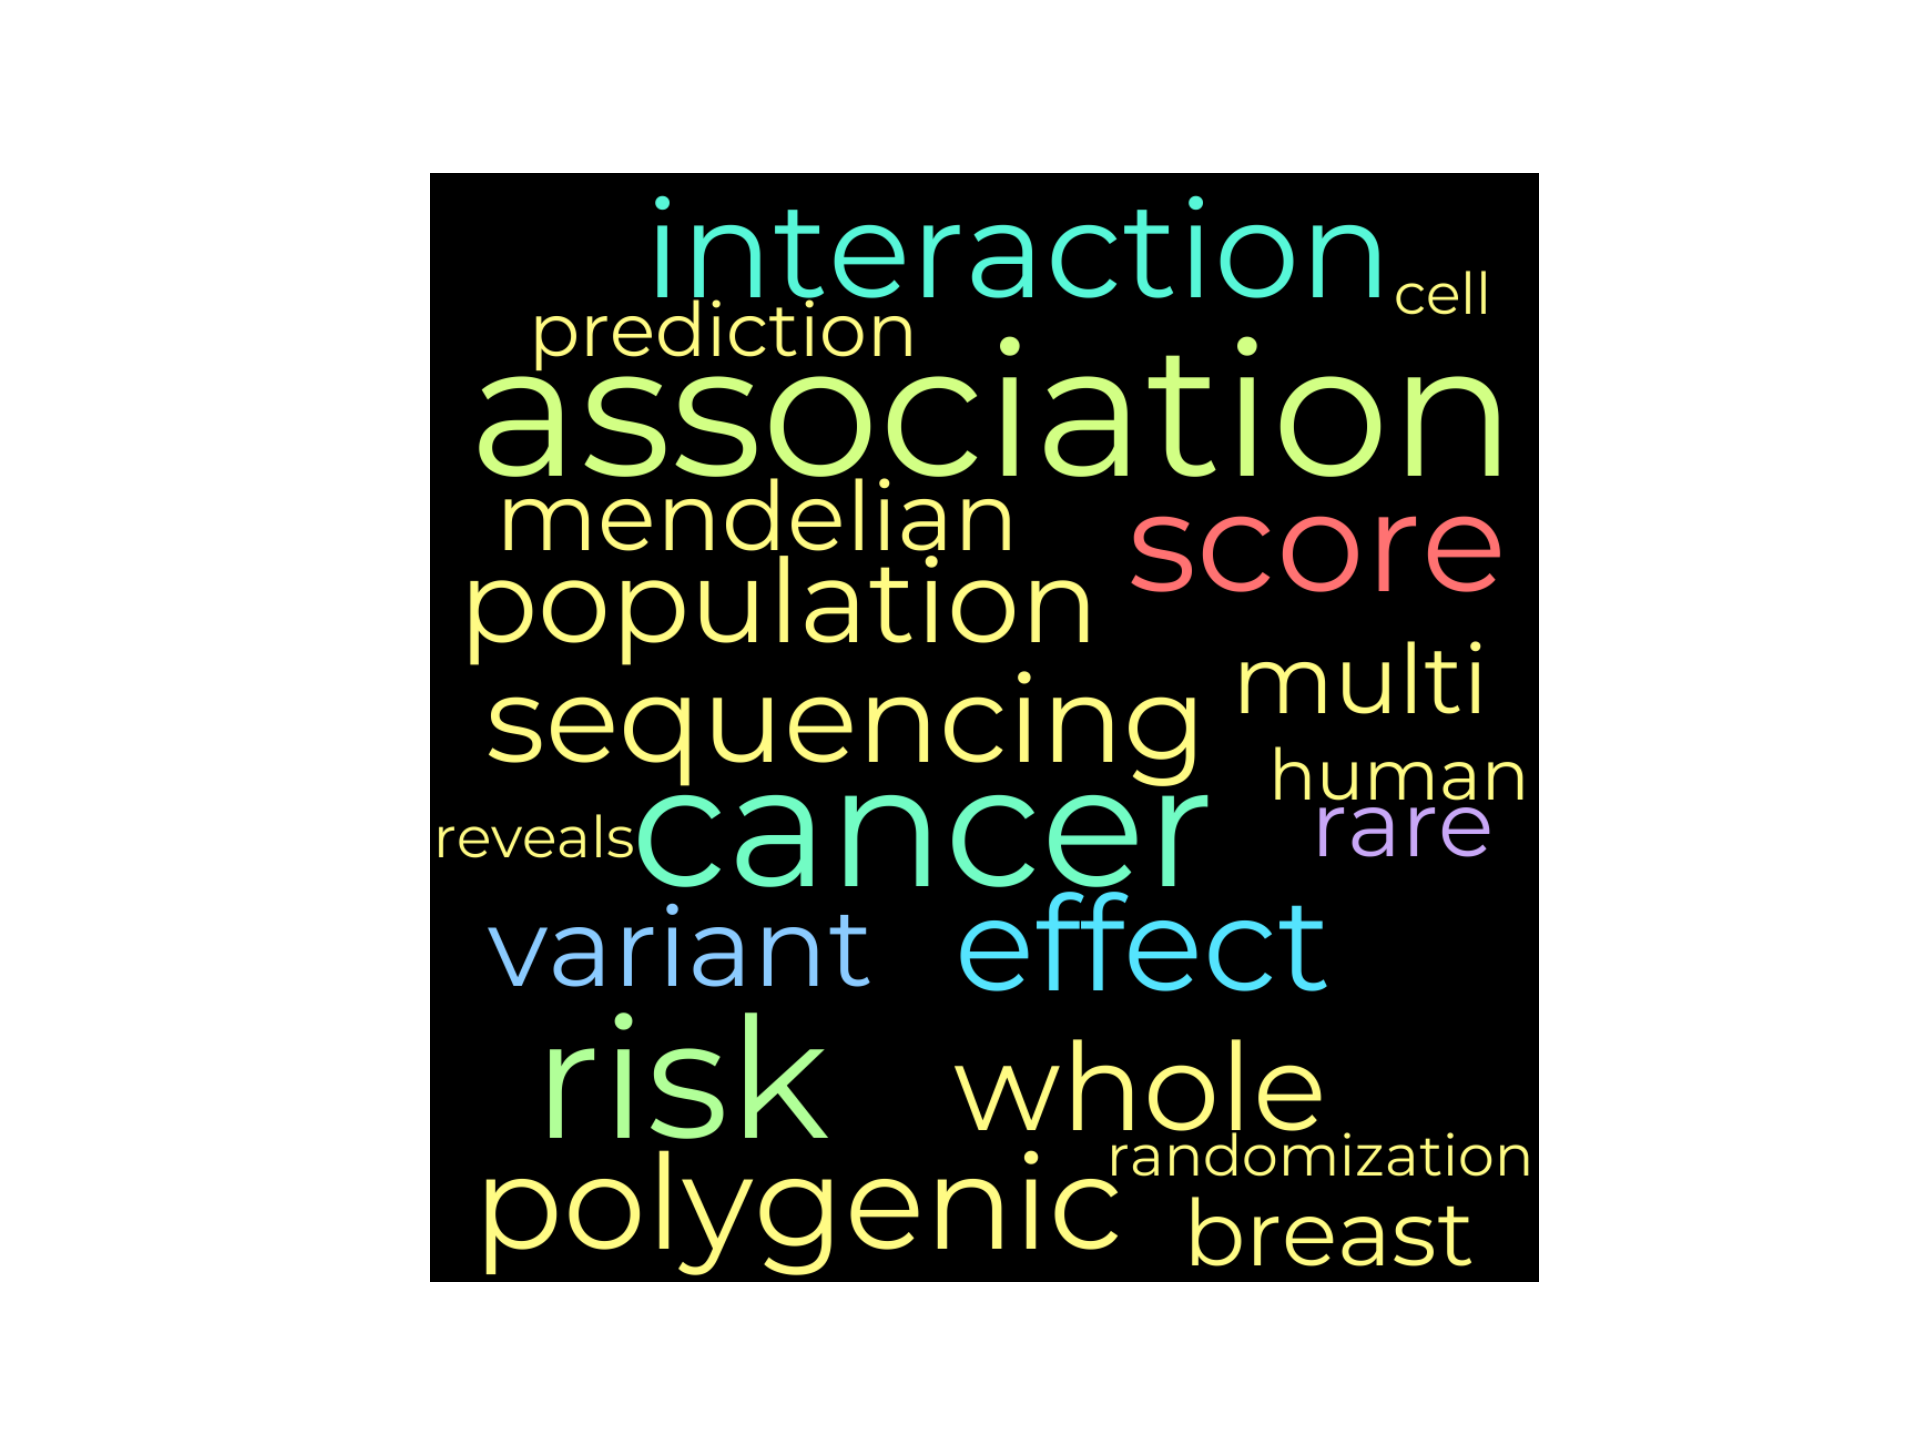 interaction
cell
prediction
association
mendelian
score
population
multi
sequencing
human
rare
reveals
cancer
variant
effect
risk
whole
randomization
polygenic
breast